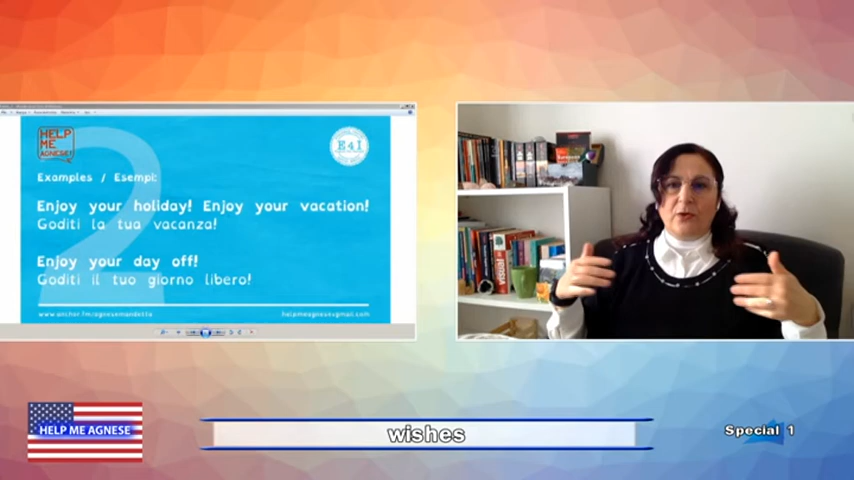 HELP
ME
AGNESE!
E4I
Examples / Esempi:
Enjoy your holiday! Enjoy your vacation!
Goditi la tua vacanza!
Enjoy your day off!
Goditi il tuo giorno libero!
www.anchor.fm/agnesemandetta
helpmeagnese@gmail.com
HELP ME AGNESE
wishes
Special 1